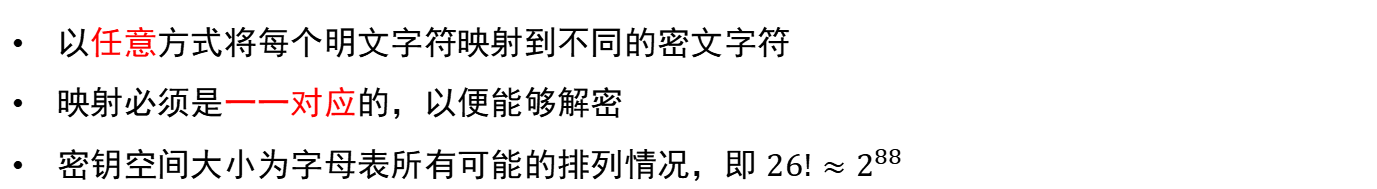 • 以任意方式将每个明文字符映射到不同的密文字符
• 映射必须是一一对应的，以便能够解密
• 密钥空间大小为字母表所有可能的排列情况，即 26! ≈ 2⁸⁸